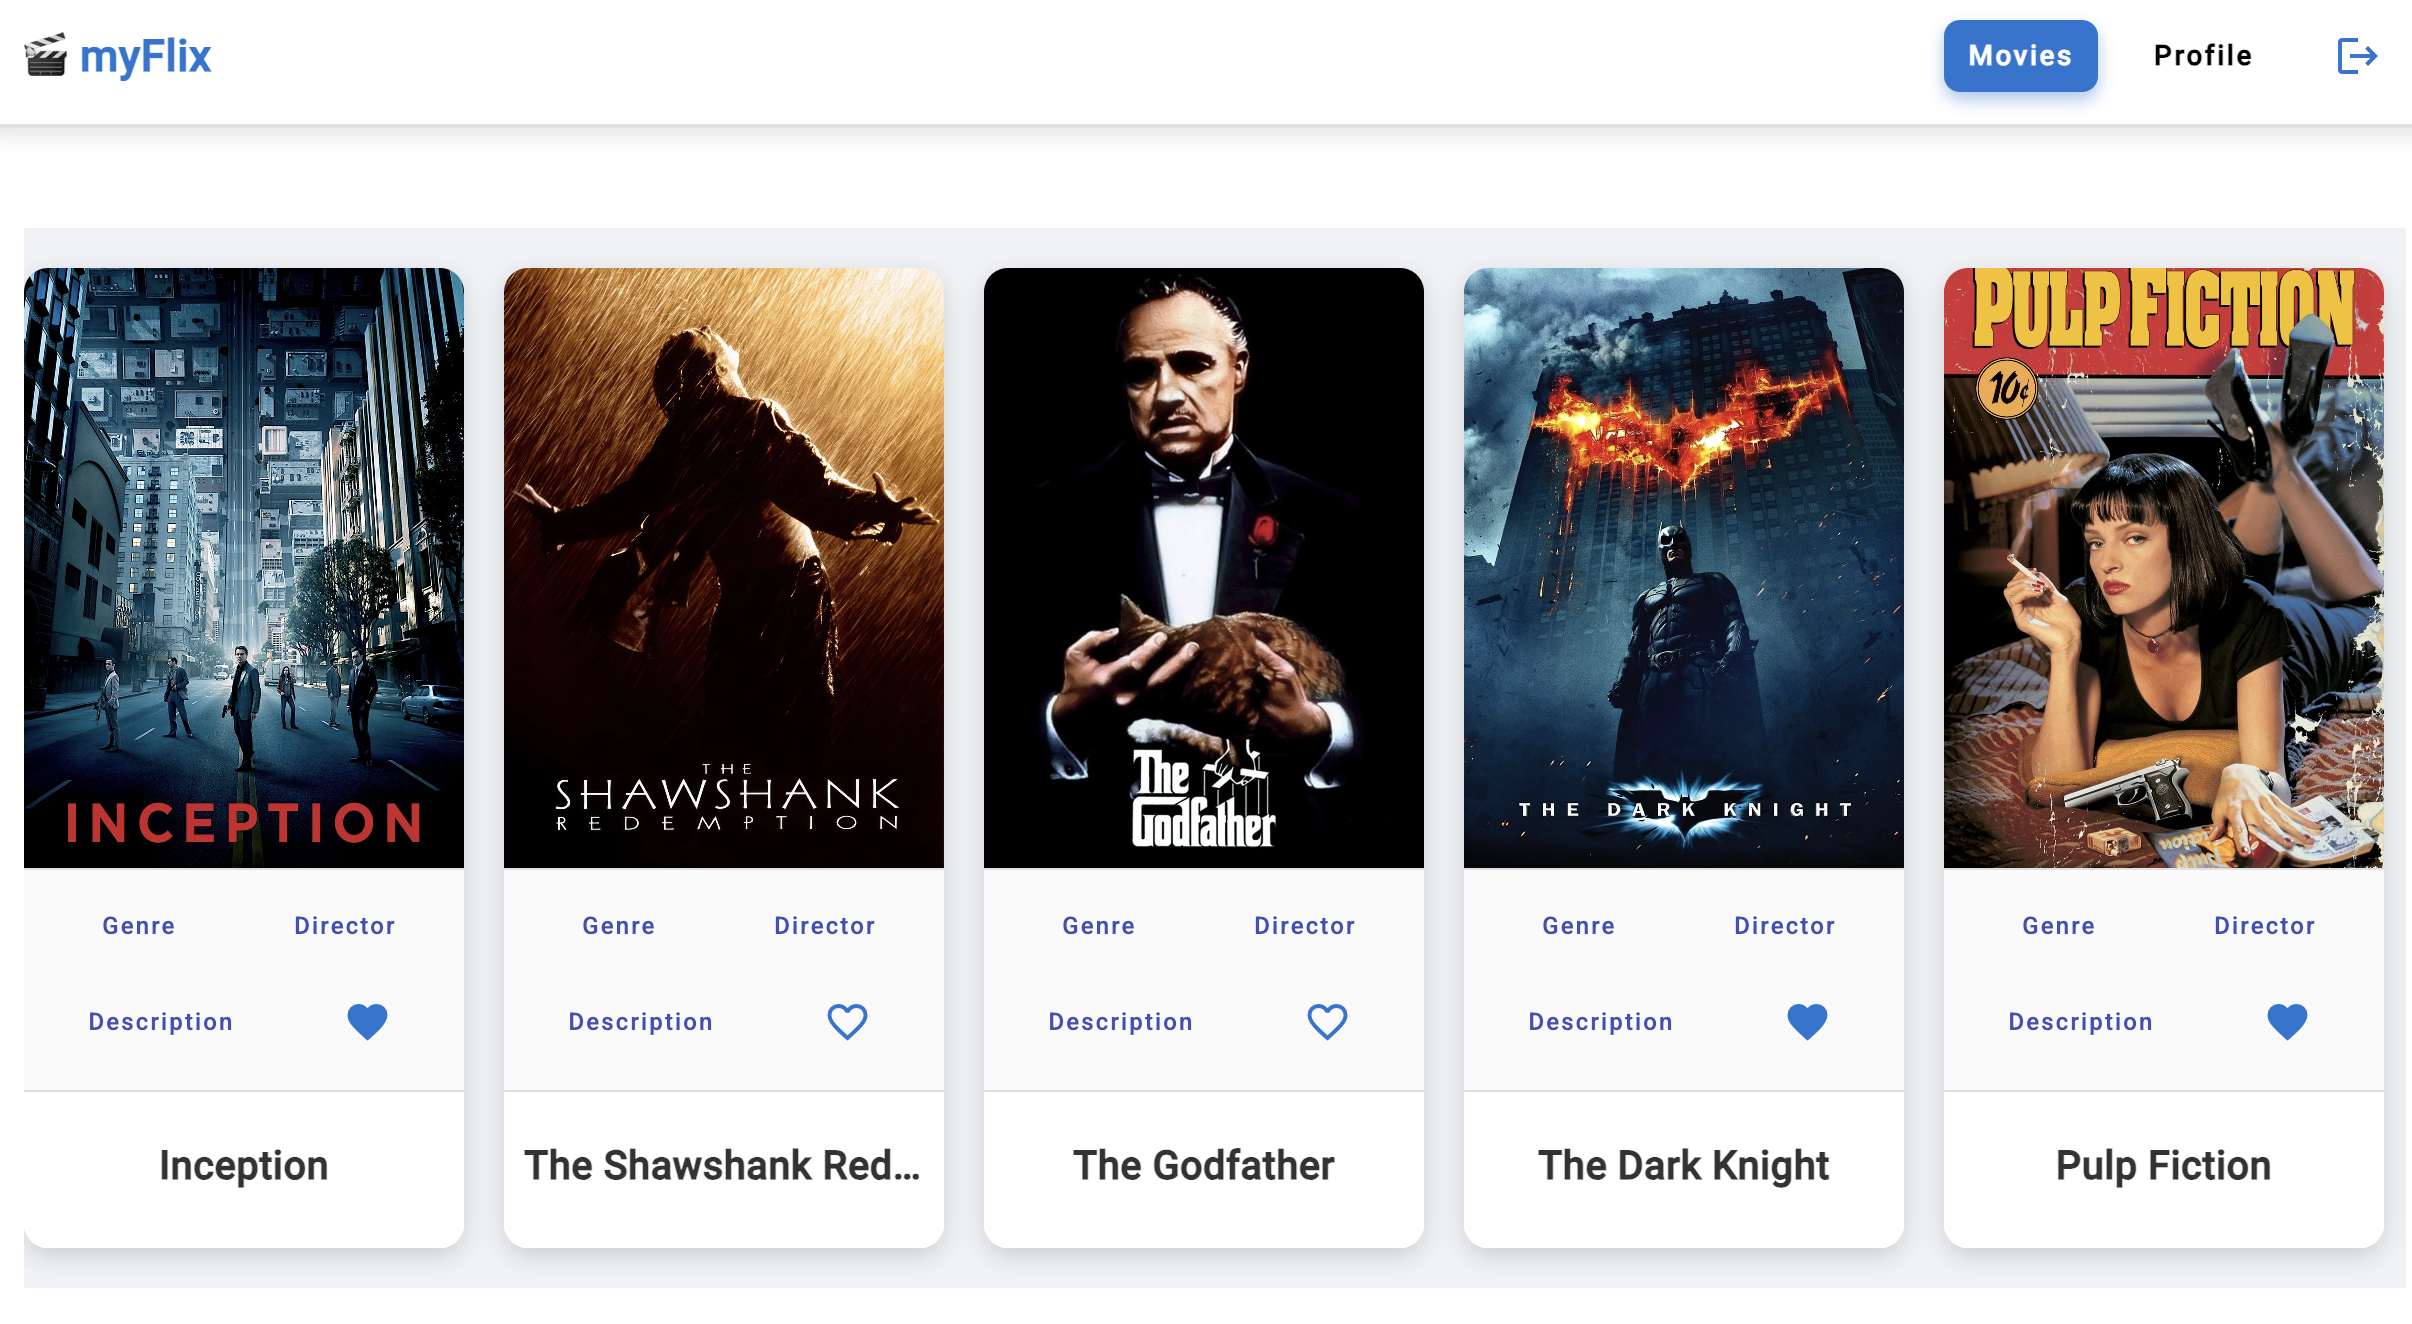 myFlix
Movies
Profile
INCEPTION
THE
SHAWSHANK
REDEMPTION
The
Godfather
THE DARK KNIGHT
PULP FICTION
10¢
Pulp
fiction
Genre Director
Description
Genre Director
Description
Genre Director
Description
Genre Director
Description
Genre Director
Description
Inception
The Shawshank Red...
The Godfather
The Dark Knight
Pulp Fiction